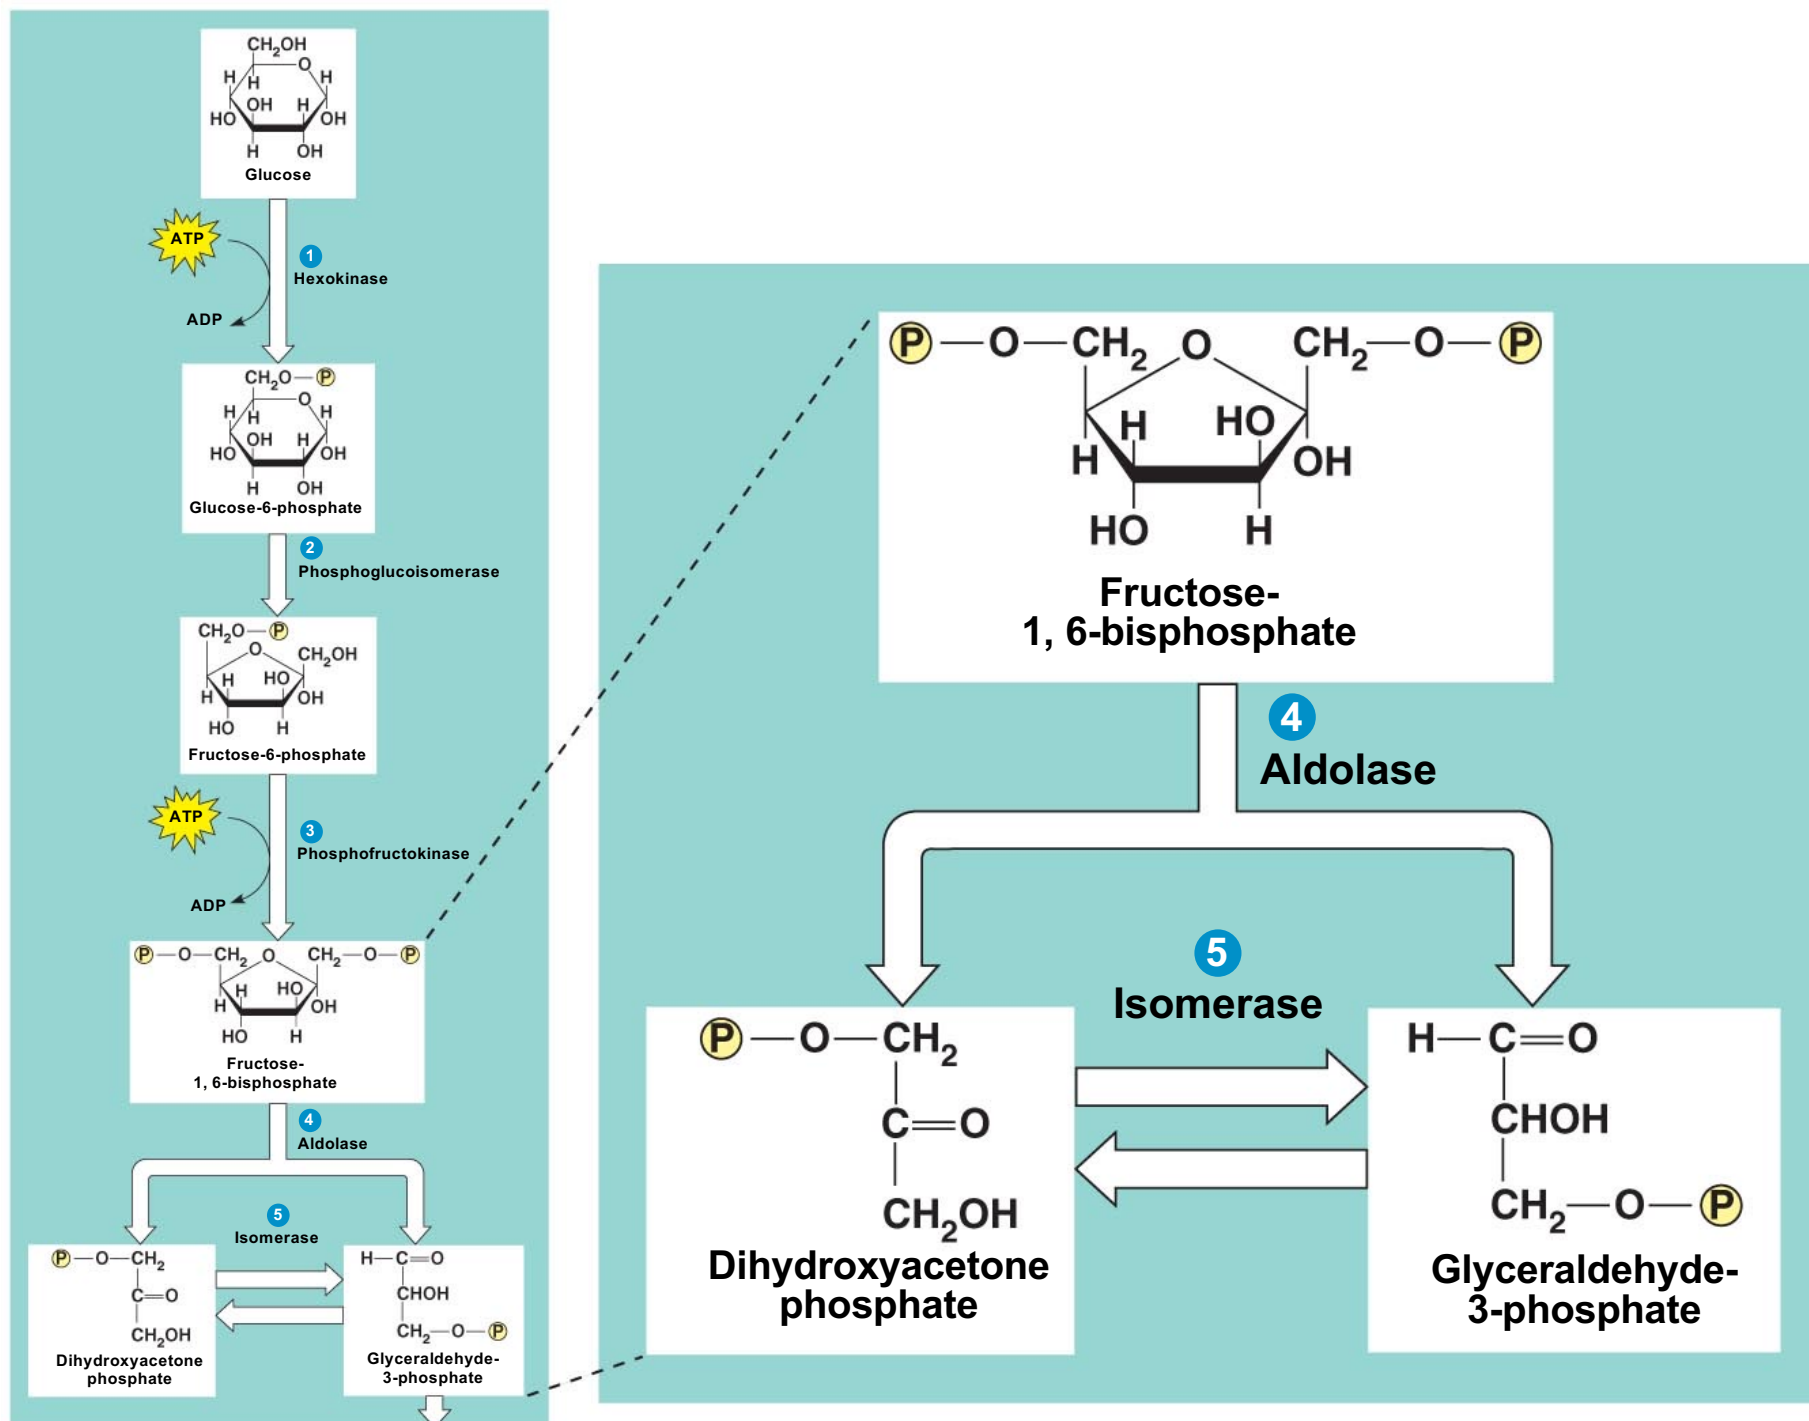 CH2OH
O
H
H
H
OH
H
HO
OH
H
OH
Glucose
ATP
1
Hexokinase
ADP
CH2O—P
O
H
H
H
OH
H
HO
OH
H
OH
Glucose-6-phosphate
2
Phosphoglucoisomerase
CH2O—P
O
CH2OH
H
HO
H
OH
HO
H
Fructose-6-phosphate
ATP
3
Phosphofructokinase
ADP
P—O—CH2
O
CH2—O—P
H
HO
H
OH
HO
H
Fructose-
1, 6-bisphosphate
4
Aldolase
5
Isomerase
P—O—CH2
C=O
CH2OH
Dihydroxyacetone
phosphate
H—C=O
CHOH
CH2—O—P
Glyceraldehyde-
3-phosphate
P—O—CH2
O
CH2—O—P
H
HO
H
OH
HO
H
Fructose-
1, 6-bisphosphate
4
Aldolase
5
Isomerase
P—O—CH2
C=O
CH2OH
Dihydroxyacetone
phosphate
H—C=O
CHOH
CH2—O—P
Glyceraldehyde-
3-phosphate